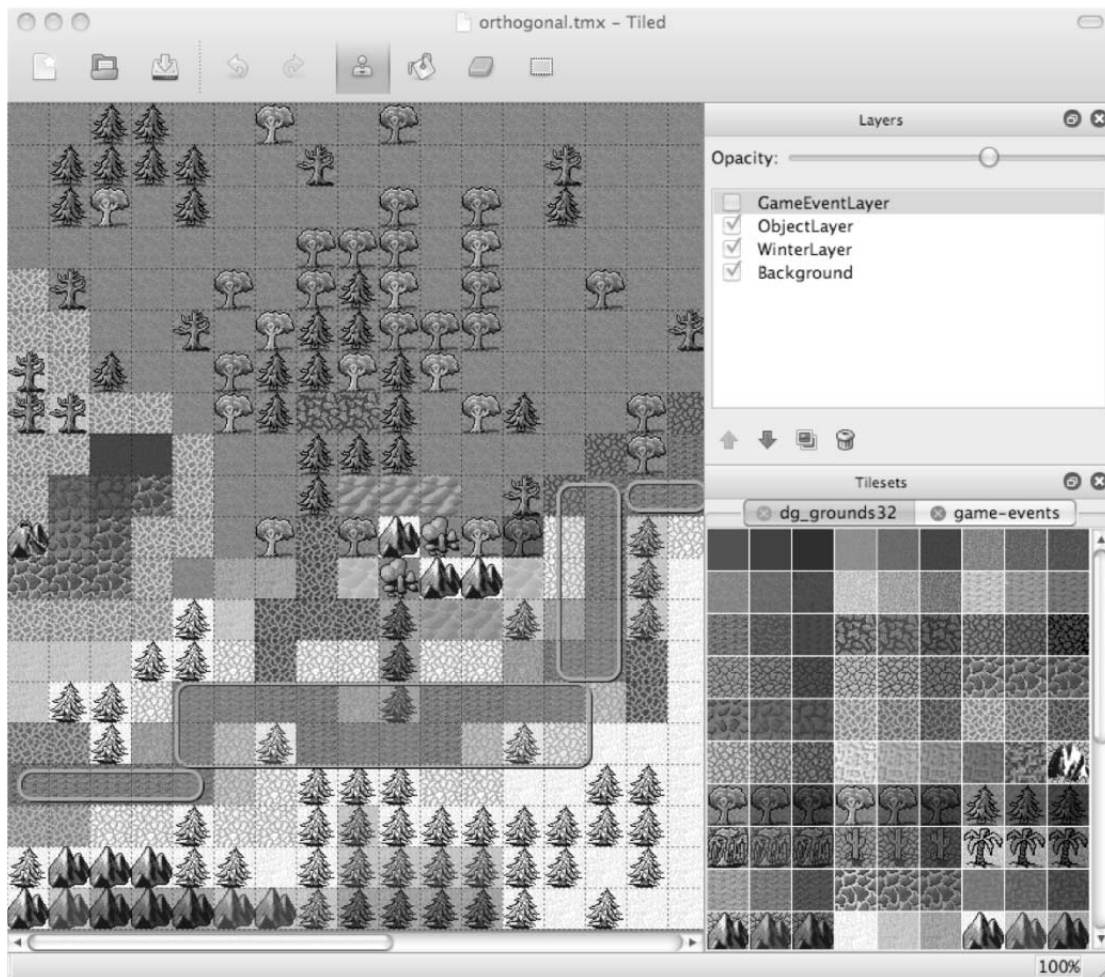 orthogonal.tmx – Tiled
Layers
Opacity:
GameEventLayer
ObjectLayer
WinterLayer
Background
Tilesets
dg_grounds32
game-events
100%